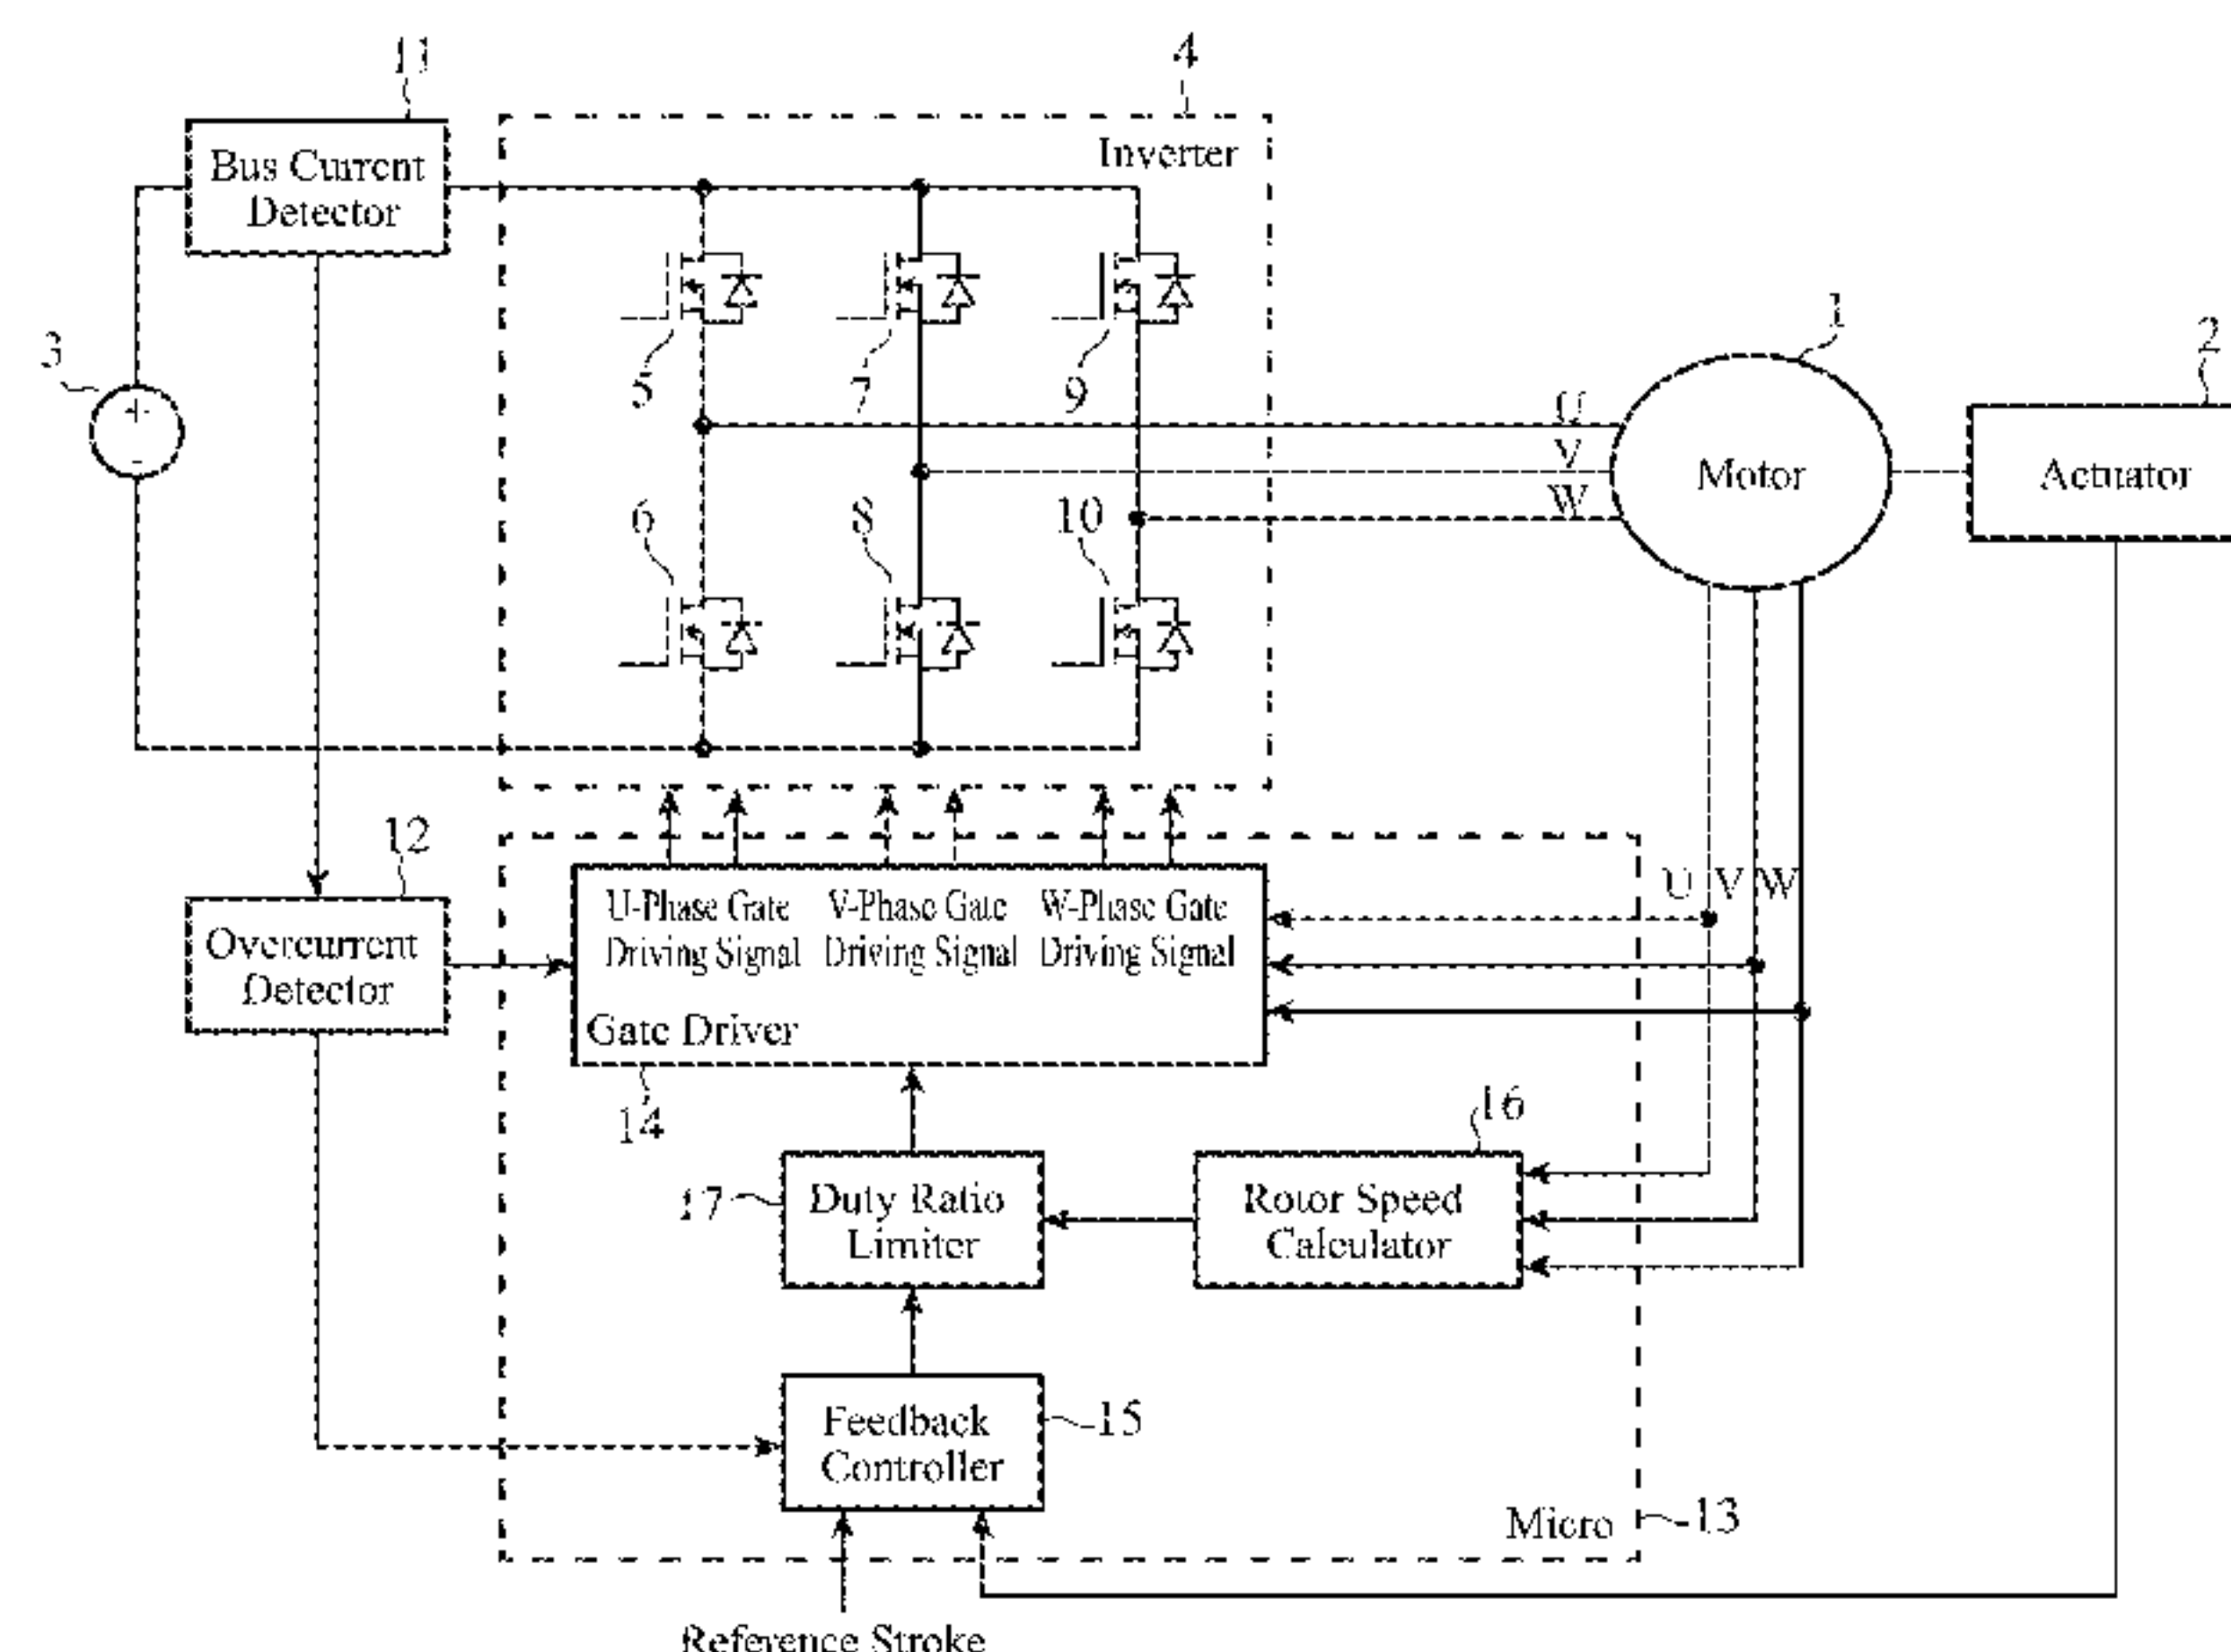 11
4
Bus Current
Detector
Inverter
3
+
-
5
7
9
1
2
U
V
W
Motor
Actuator
6
8
10
12
Overcurrent
Detector
U-Phase Gate
Driving Signal
V-Phase Gate
Driving Signal
W-Phase Gate
Driving Signal
Gate Driver
U V W
14
16
17
Duty Ratio
Limiter
Rotor Speed
Calculator
Feedback
Controller
15
Micro
13
Reference Stroke